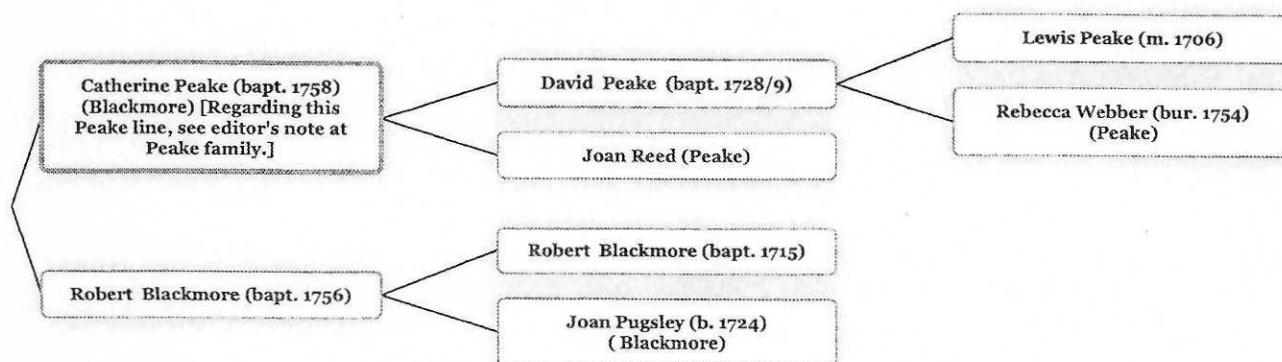 Catherine Peake (bapt. 1758)
(Blackmore) [Regarding this
Peake line, see editor's note at
Peake family.]
Robert Blackmore (bapt. 1756)
David Peake (bapt. 1728/9)
Joan Reed (Peake)
Robert Blackmore (bapt. 1715)
Joan Pugsley (b. 1724)
( Blackmore)
Lewis Peake (m. 1706)
Rebecca Webber (bur. 1754)
(Peake)